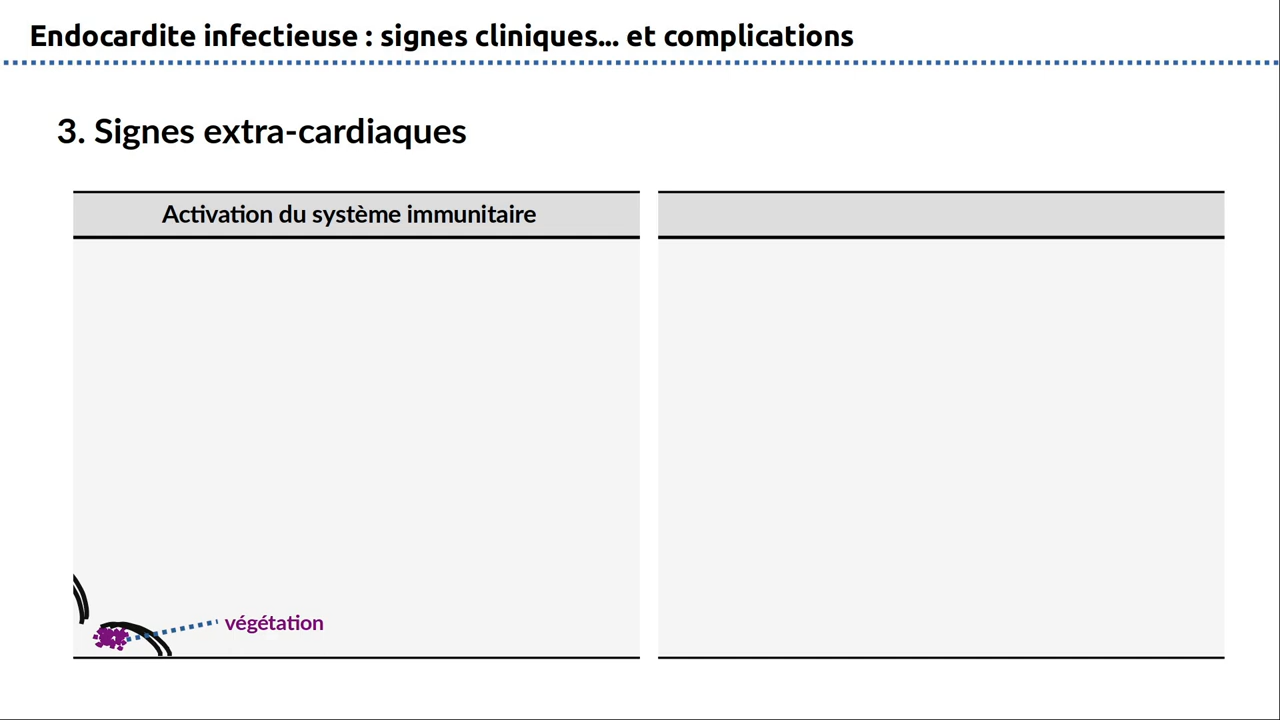 Endocardite infectieuse : signes cliniques... et complications
3. Signes extra-cardiaques
Activation du système immunitaire
végétation